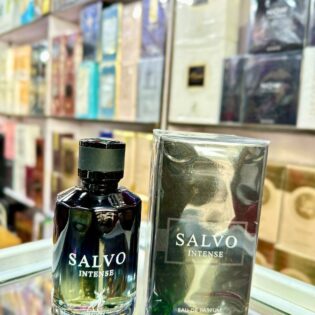 SALVO
INTENSE
SALVO
INTENSE
EAU DE PARFUM